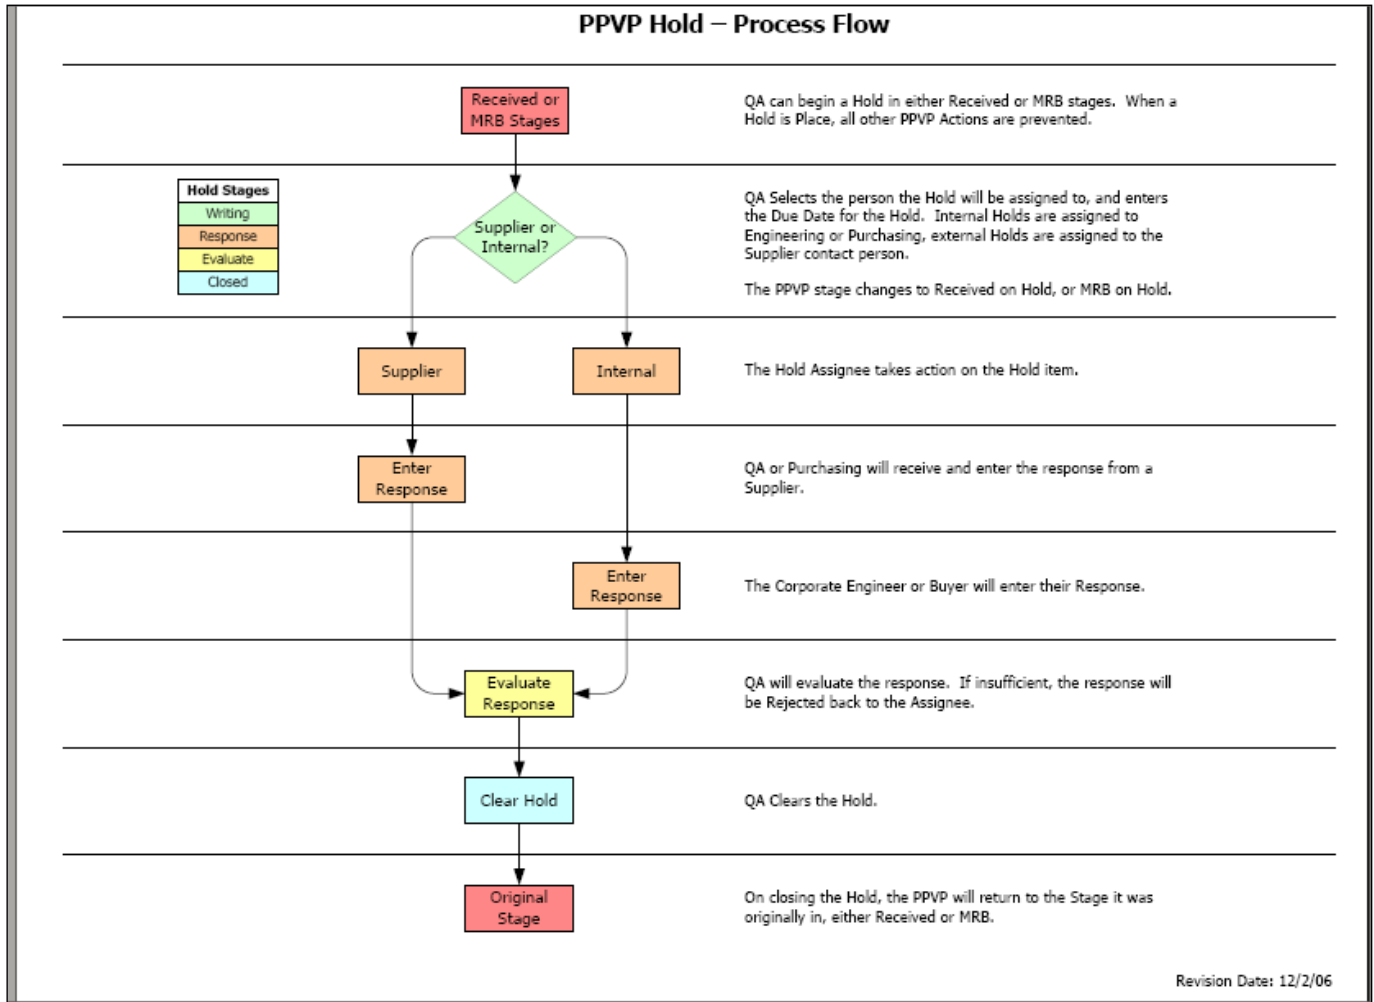 PPVP Hold – Process Flow
Received or
MRB Stages
QA can begin a Hold in either Received or MRB stages.  When a
Hold is Place, all other PPVP Actions are prevented.
Hold Stages
Writing
Response
Evaluate
Closed
Supplier or
Internal?
QA Selects the person the Hold will be assigned to, and enters
the Due Date for the Hold.  Internal Holds are assigned to
Engineering or Purchasing, external Holds are assigned to the
Supplier contact person.
The PPVP stage changes to Received on Hold, or MRB on Hold.
Supplier
Internal
The Hold Assignee takes action on the Hold item.
Enter
Response
QA or Purchasing will receive and enter the response from a
Supplier.
Enter
Response
The Corporate Engineer or Buyer will enter their Response.
Evaluate
Response
QA will evaluate the response.  If insufficient, the response will
be Rejected back to the Assignee.
Clear Hold
QA Clears the Hold.
Original
Stage
On closing the Hold, the PPVP will return to the Stage it was
originally in, either Received or MRB.
Revision Date: 12/2/06